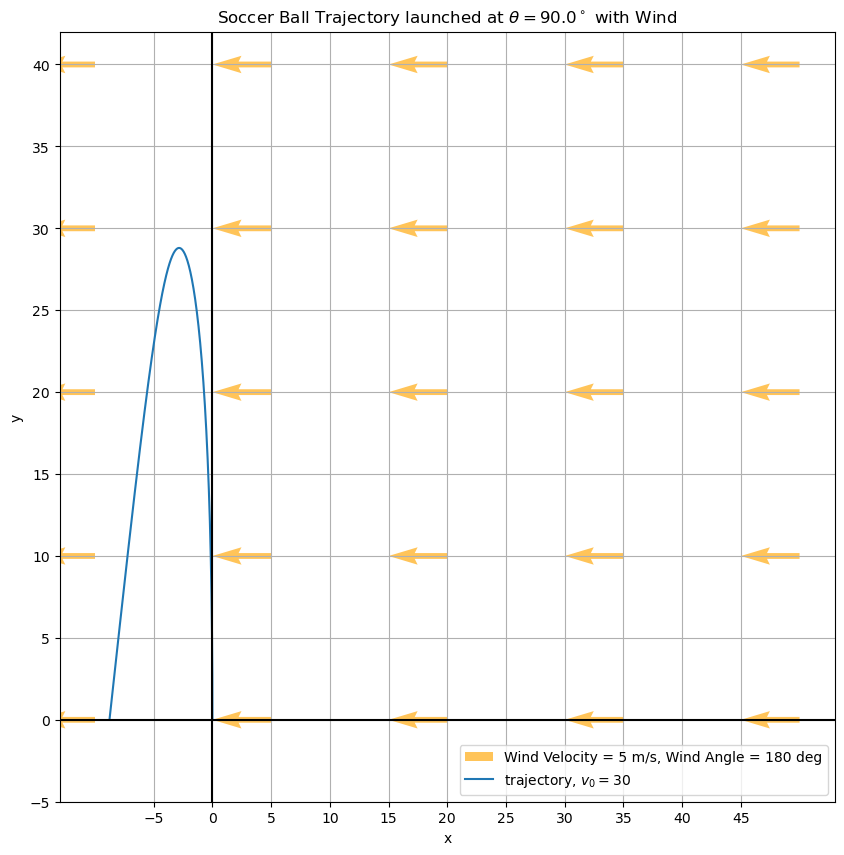 Soccer Ball Trajectory launched at θ = 90.0° with Wind
40
35
30
25
20
15
10
5
0
−5
y
−5 0 5 10 15 20 25 30 35 40 45
x
Wind Velocity = 5 m/s, Wind Angle = 180 deg
trajectory, v₀ = 30